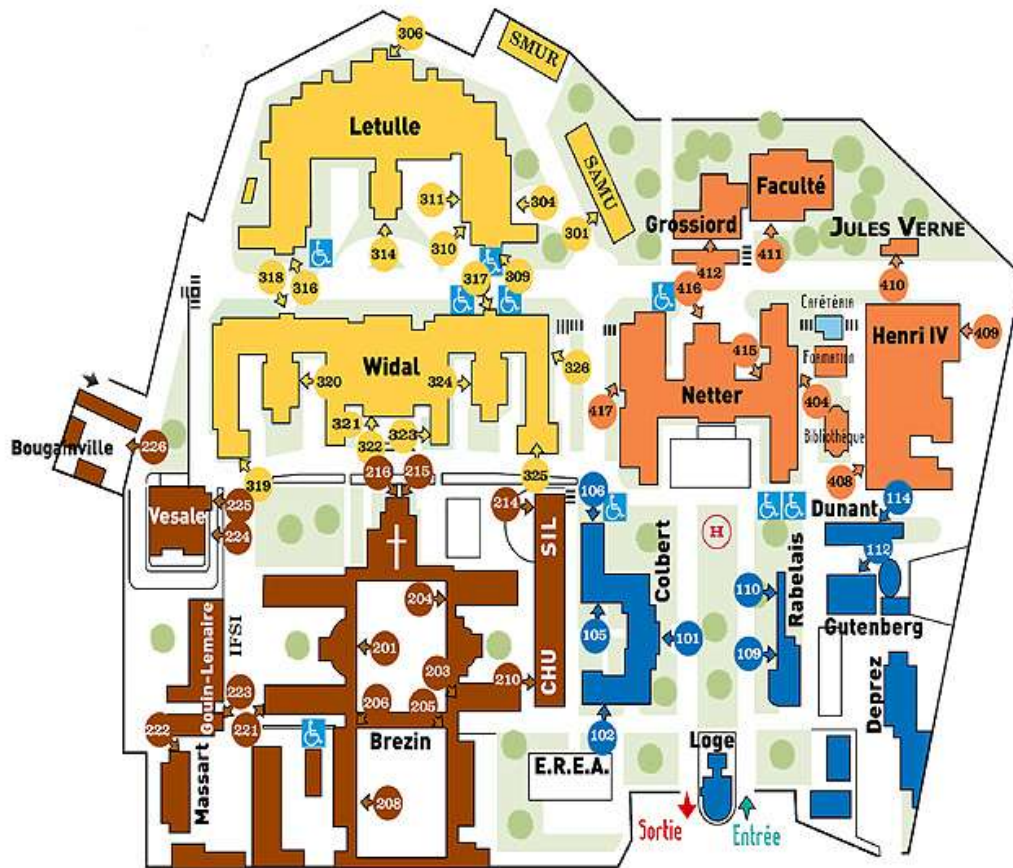 306
SMUR
Letulle
SAMU
Faculté
311
304
Grossiord
301
JULES VERNE
314
310
411
318
317
309
412
316
416
410
CAFÉTÉRIA
Henri IV
409
415
Formation
Widal
326
320
324
Netter
417
404
321
323
Bibliothèque
322
Bougainville
226
216
215
319
325
408
Dunant
114
225
106
214
Vesale
224
SIL
H
112
Colbert
Rabelais
110
204
Gutenberg
105
101
IFSI
201
109
203
Gouin-Lemaire
CHU
210
223
206
205
Deprez
222
221
Brezin
102
Loge
Massart
E.R.E.A.
208
Sortie
Entrée